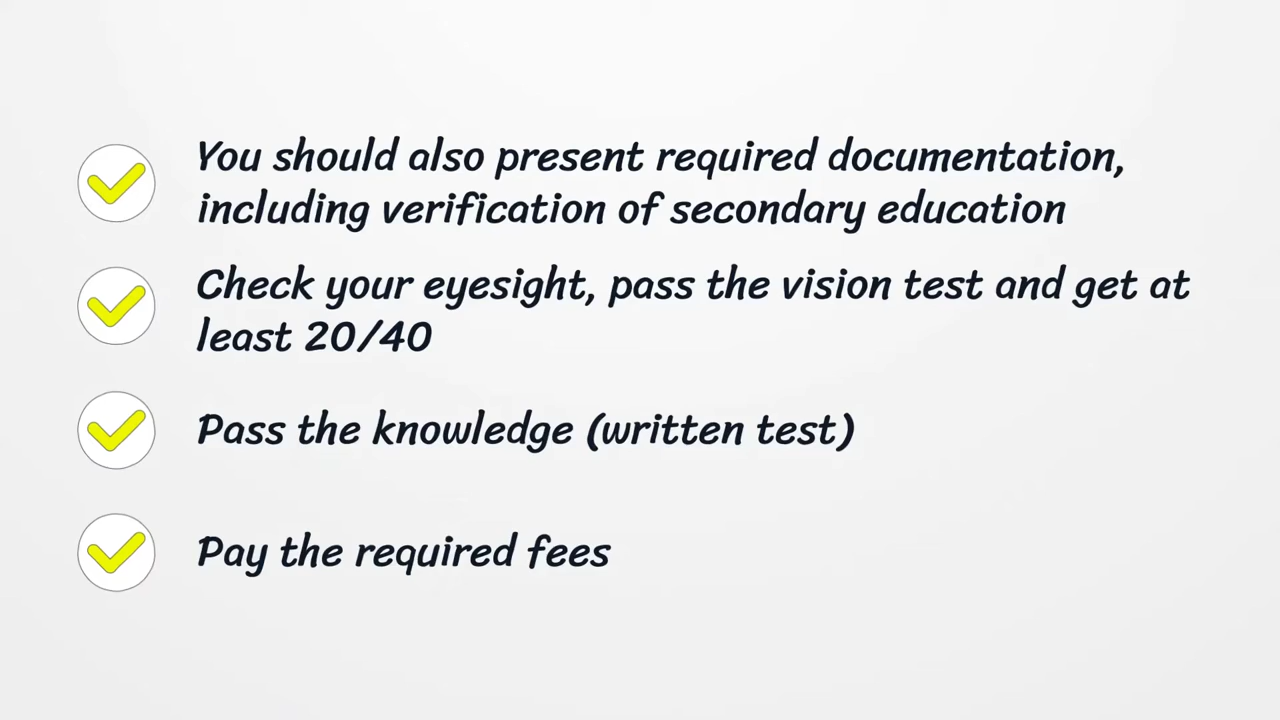 You should also present required documentation,
including verification of secondary education
Check your eyesight, pass the vision test and get at
least 20/40
Pass the knowledge (written test)
Pay the required fees